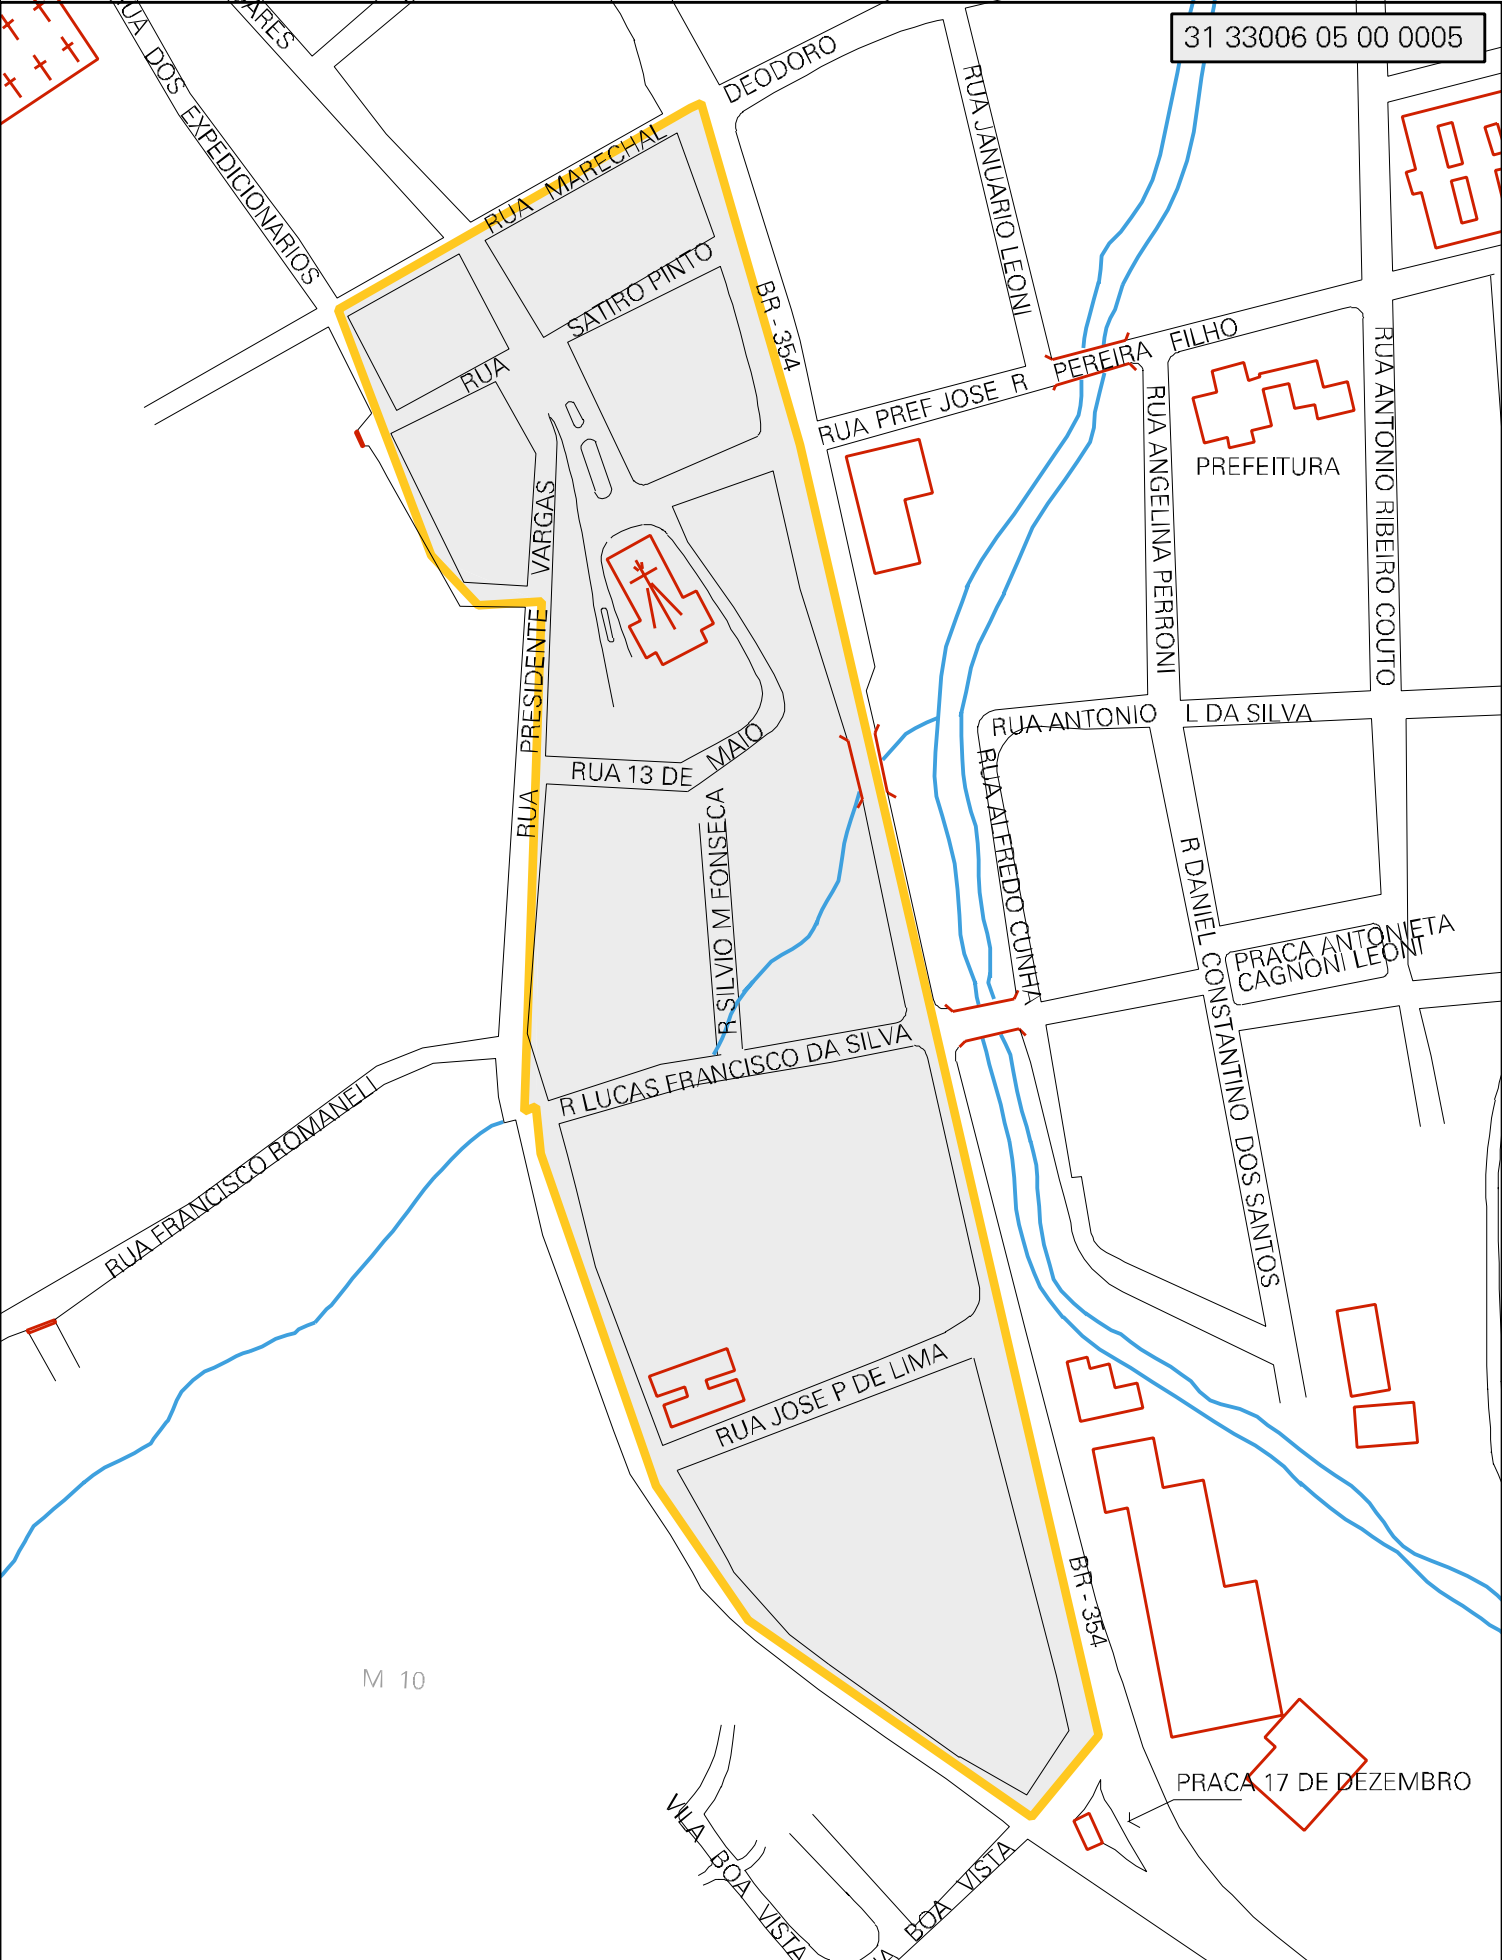 31 33006 05 00 0005
RUA DOS EXPEDICIONARIOS
DEODORO
RUA MARECHAL
RUA JANUARIO LEONI
SATIRO PINTO
RUA
BR - 354
RUA PREF JOSE R PEREIRA FILHO
PREFEITURA
RUA ANTONIO RIBEIRO COUTO
RUA ANGELINA PERRONI
RUA PRESIDENTE VARGAS
RUA ANTONIO L DA SILVA
RUA 13 DE MAIO
RUA ALFREDO CUNHA
R SILVIO M FONSECA
R DANIEL CONSTANTINO DOS SANTOS
PRACA ANTONIETA
CAGNONI LEONI
R LUCAS FRANCISCO DA SILVA
RUA FRANCISCO ROMANELI
RUA JOSE P DE LIMA
BR - 354
M 10
PRACA 17 DE DEZEMBRO
VILA BOA VISTA
BOA VISTA